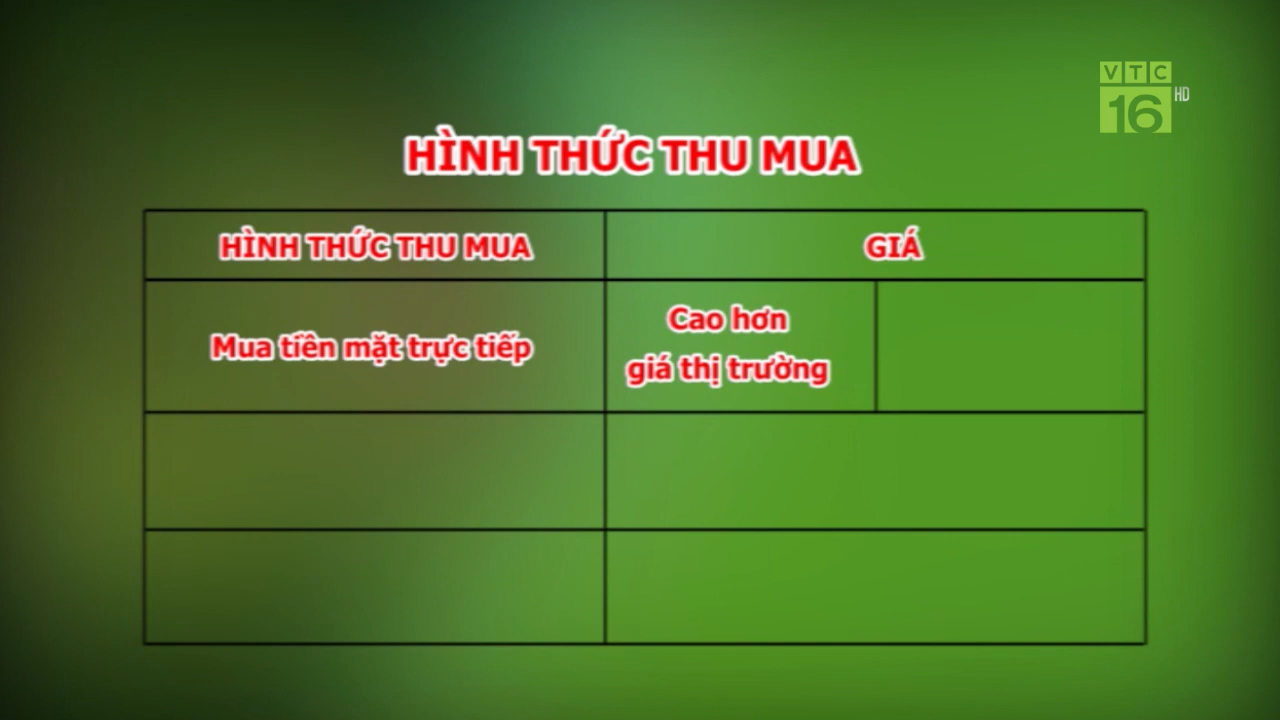 VTC
16 HD
HÌNH THỨC THU MUA
HÌNH THỨC THU MUA
GIÁ
Mua tiền mặt trực tiếp
Cao hơn
giá thị trường